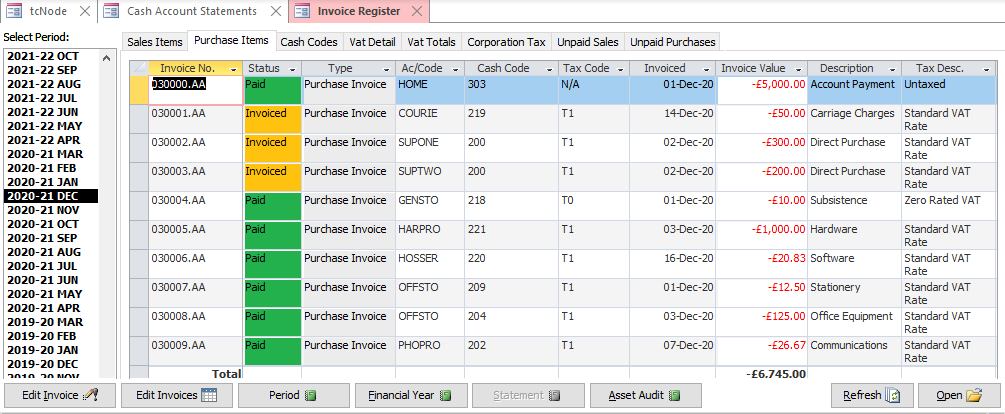 tcNode
Cash Account Statements
Invoice Register
Select Period:
2021-22 OCT
2021-22 SEP
2021-22 AUG
2021-22 JUL
2021-22 JUN
2021-22 MAY
2021-22 APR
2020-21 MAR
2020-21 FEB
2020-21 JAN
2020-21 DEC
2020-21 NOV
2020-21 OCT
2020-21 SEP
2020-21 AUG
2020-21 JUL
2020-21 JUN
2020-21 MAY
2020-21 APR
2019-20 MAR
2019-20 FEB
2019-20 JAN
2019-20 DEC
2019-20 NOV
Sales Items Purchase Items Cash Codes Vat Detail Vat Totals Corporation Tax Unpaid Sales Unpaid Purchases
Invoice No. Status Type Ac/Code Cash Code Tax Code Invoiced Invoice Value Description Tax Desc.
030000.AA Paid Purchase Invoice HOME 303 N/A 01-Dec-20 -£5,000.00 Account Payment Untaxed
030001.AA Invoiced Purchase Invoice COURIE 219 T1 14-Dec-20 -£50.00 Carriage Charges Standard VAT
Rate
030002.AA Invoiced Purchase Invoice SUPONE 200 T1 02-Dec-20 -£300.00 Direct Purchase Standard VAT
Rate
030003.AA Invoiced Purchase Invoice SUPTWO 200 T1 02-Dec-20 -£200.00 Direct Purchase Standard VAT
Rate
030004.AA Paid Purchase Invoice GENSTO 218 T0 01-Dec-20 -£10.00 Subsistence Zero Rated VAT
030005.AA Paid Purchase Invoice HARPRO 221 T1 03-Dec-20 -£1,000.00 Hardware Standard VAT
Rate
030006.AA Paid Purchase Invoice HOSSER 220 T1 16-Dec-20 -£20.83 Software Standard VAT
Rate
030007.AA Paid Purchase Invoice OFFSTO 209 T1 01-Dec-20 -£12.50 Stationery Standard VAT
Rate
030008.AA Paid Purchase Invoice OFFSTO 204 T1 03-Dec-20 -£125.00 Office Equipment Standard VAT
Rate
030009.AA Paid Purchase Invoice PHOPRO 202 T1 07-Dec-20 -£26.67 Communications Standard VAT
Rate
Total -£6,745.00
Edit Invoice Edit Invoices Period Financial Year Statement Asset Audit Refresh Open